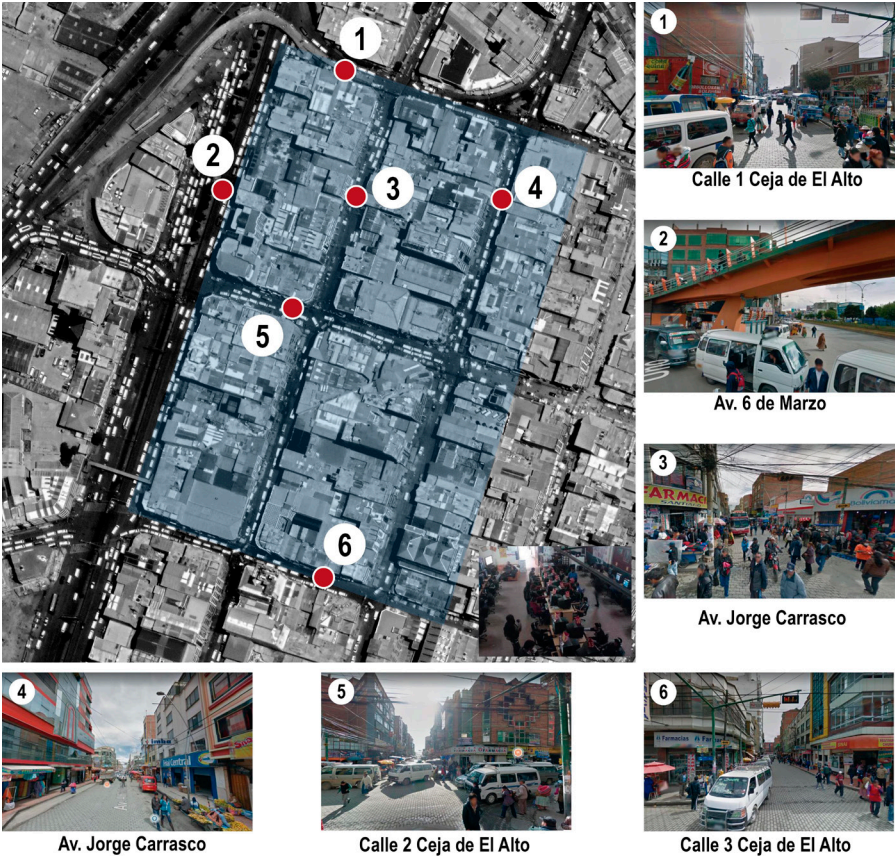 1
2
3
4
5
6
1
Calle 1 Ceja de El Alto
2
Av. 6 de Marzo
3
FARMACI
Av. Jorge Carrasco
4
Av. Jorge Carrasco
5
Calle 2 Ceja de El Alto
6
Farmacias
Calle 3 Ceja de El Alto